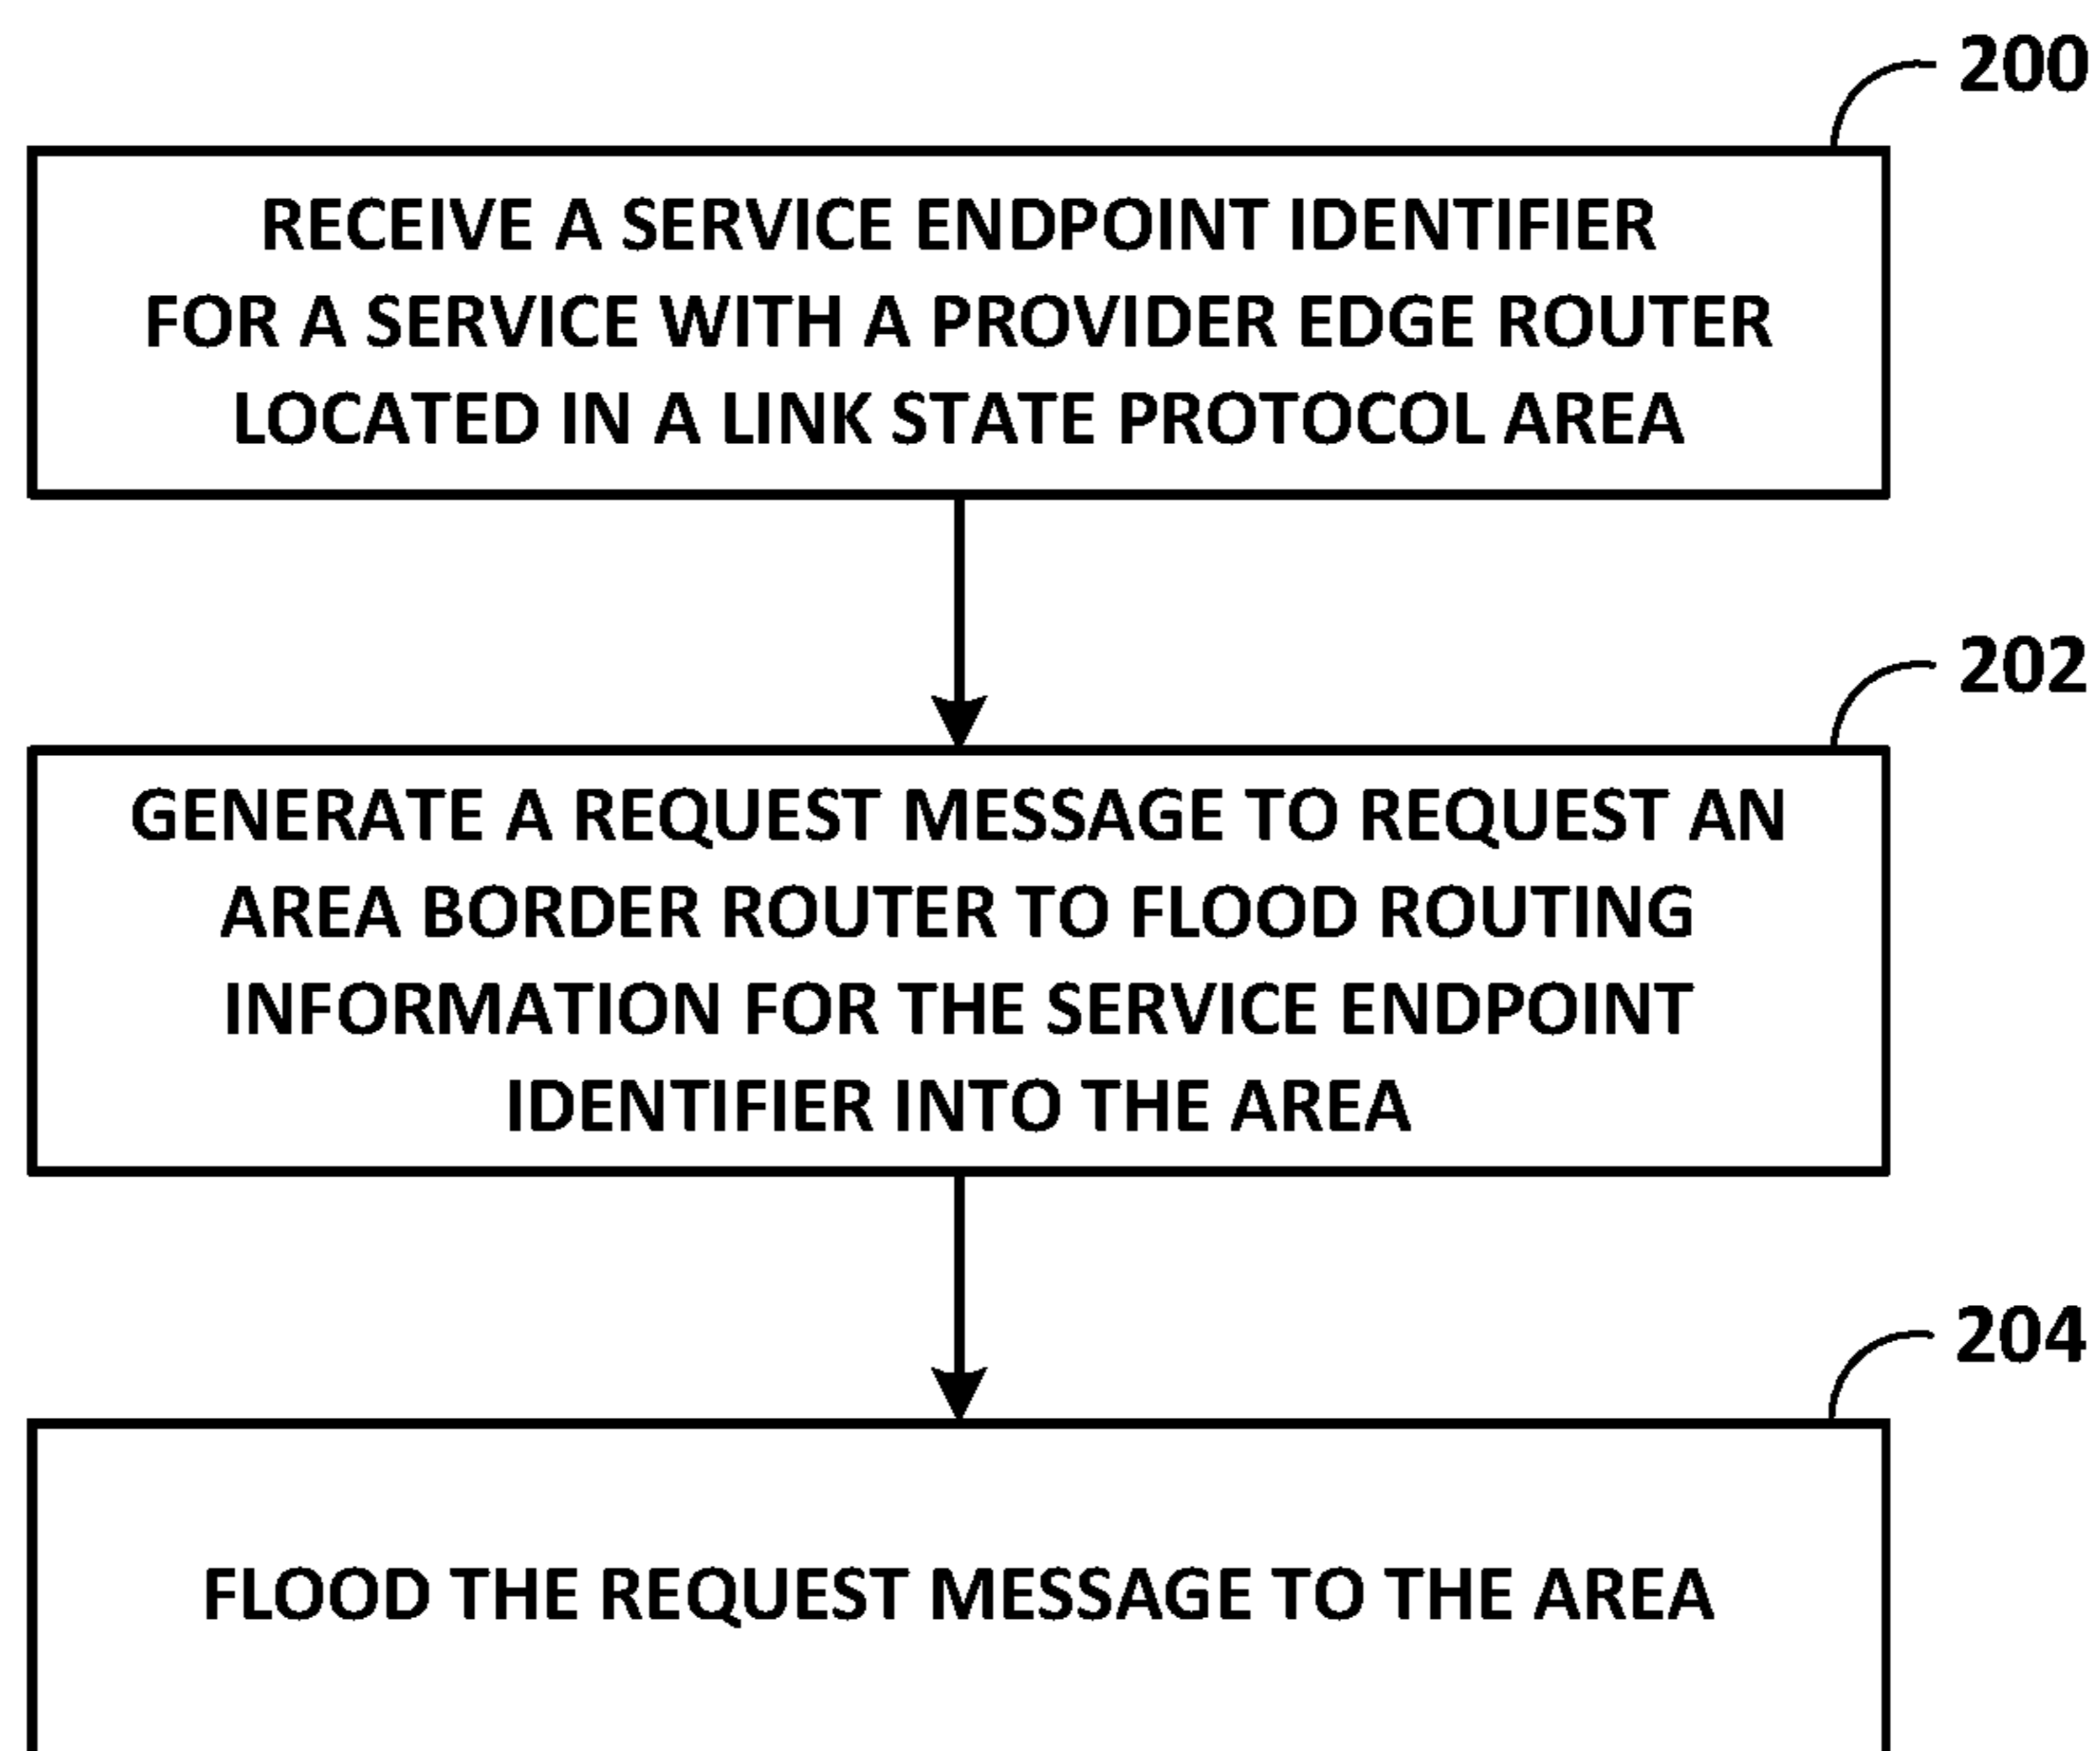 200
RECEIVE A SERVICE ENDPOINT IDENTIFIER
FOR A SERVICE WITH A PROVIDER EDGE ROUTER
LOCATED IN A LINK STATE PROTOCOL AREA
202
GENERATE A REQUEST MESSAGE TO REQUEST AN
AREA BORDER ROUTER TO FLOOD ROUTING
INFORMATION FOR THE SERVICE ENDPOINT
IDENTIFIER INTO THE AREA
204
FLOOD THE REQUEST MESSAGE TO THE AREA